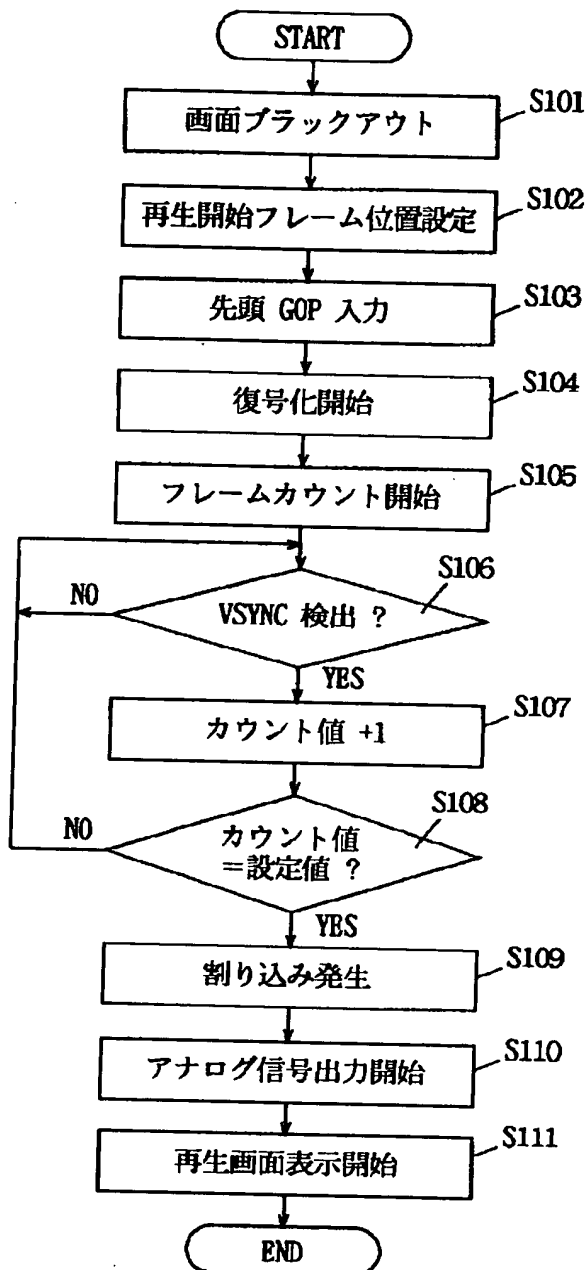 START
画面ブラックアウト
S101
再生開始フレーム位置設定
S102
先頭 GOP 入力
S103
復号化開始
S104
フレームカウント開始
S105
VSYNC 検出 ?
S106
NO
YES
カウント値 +1
S107
カウント値
=設定値 ?
S108
NO
YES
割り込み発生
S109
アナログ信号出力開始
S110
再生画面表示開始
S111
END